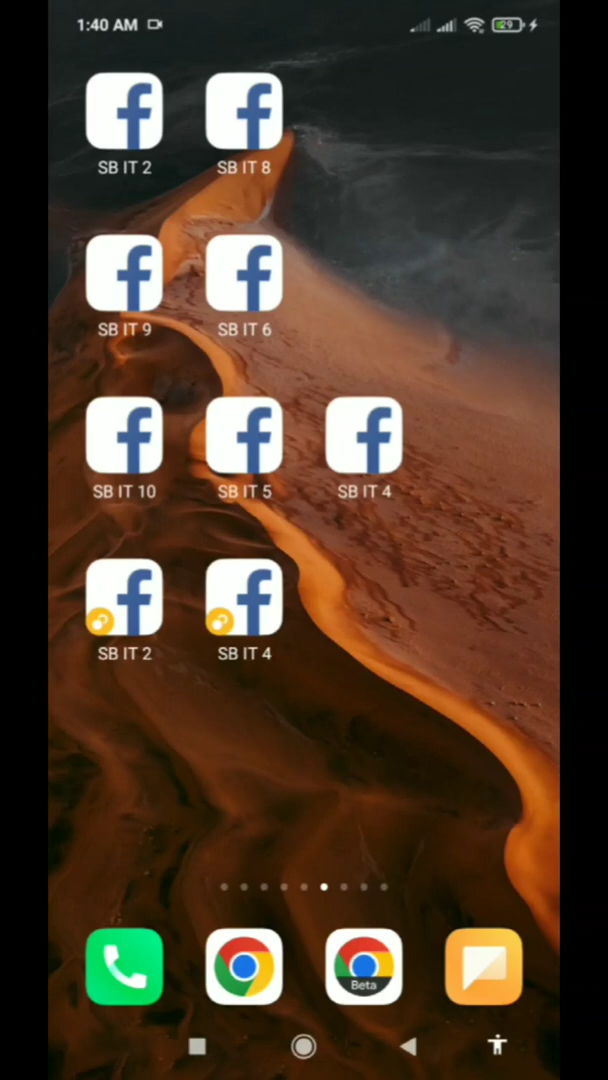 1:40 AM
29
SB IT 2
SB IT 8
SB IT 9
SB IT 6
SB IT 10
SB IT 5
SB IT 4
SB IT 2
SB IT 4
Beta